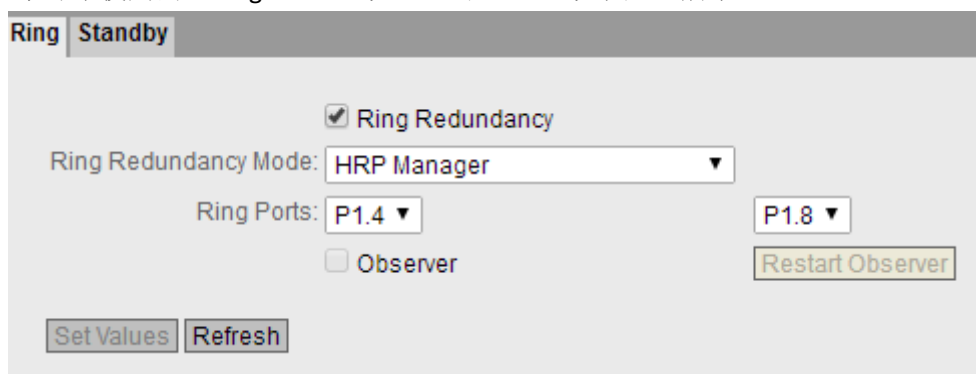 Ring Standby
Ring Redundancy
Ring Redundancy Mode: HRP Manager
Ring Ports: P1.4 P1.8
Observer Restart Observer
Set Values Refresh